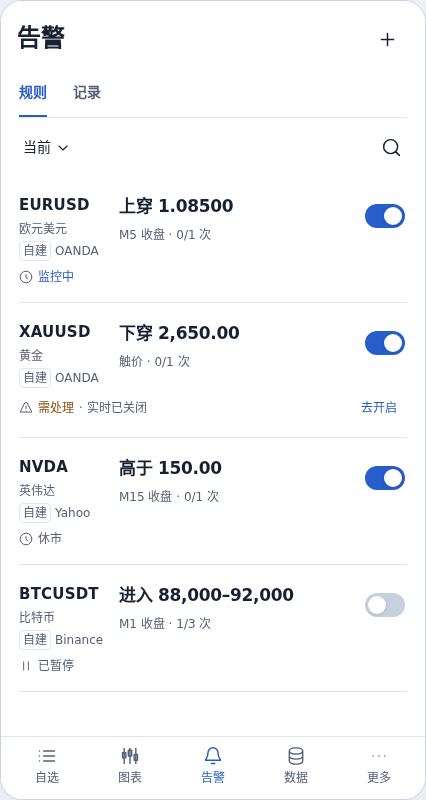 告警
规则 记录
当前
EURUSD 上穿 1.08500
欧元美元 M5 收盘 · 0/1 次
自建 OANDA
监控中
XAUUSD 下穿 2,650.00
黄金 触价 · 0/1 次
自建 OANDA
需处理 · 实时已关闭 去开启
NVDA 高于 150.00
英伟达 M15 收盘 · 0/1 次
自建 Yahoo
休市
BTCUSDT 进入 88,000–92,000
比特币 M1 收盘 · 1/3 次
自建 Binance
已暂停
自选 图表 告警 数据 更多